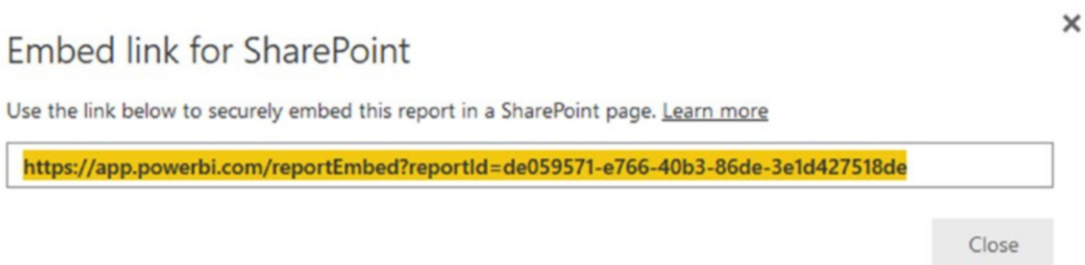 Embed link for SharePoint
Use the link below to securely embed this report in a SharePoint page. Learn more
https://app.powerbi.com/reportEmbed?reportId=de059571-e766-40b3-86de-3e1d427518de
Close